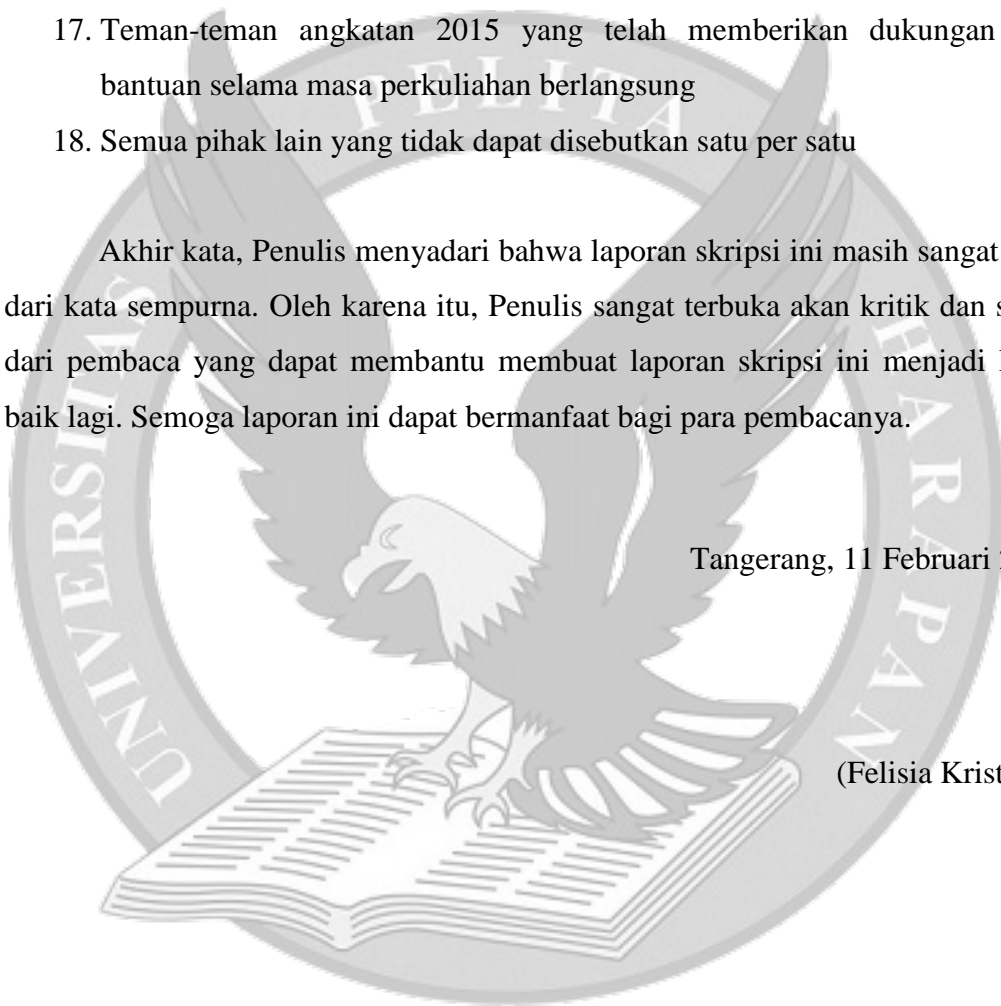 17. Teman-teman angkatan 2015 yang telah memberikan dukungan
bantuan selama masa perkuliahan berlangsung
18. Semua pihak lain yang tidak dapat disebutkan satu per satu
Akhir kata, Penulis menyadari bahwa laporan skripsi ini masih sangat
dari kata sempurna. Oleh karena itu, Penulis sangat terbuka akan kritik dan
dari pembaca yang dapat membantu membuat laporan skripsi ini menjadi
baik lagi. Semoga laporan ini dapat bermanfaat bagi para pembacanya.
Tangerang, 11 Februari
(Felisia Krist
UNIVERSITAS
PELITA
HARAPAN